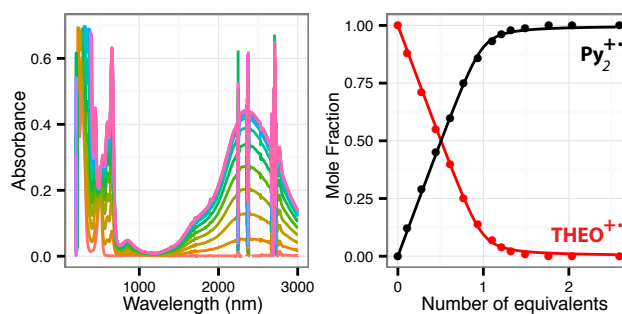 0.6
0.4
0.2
0.0
Absorbance
1000
2000
3000
Wavelength (nm)
1.00
0.75
0.50
0.25
0.00
Mole Fraction
Py₂⁺•
THEO⁺•
0
1
2
Number of equivalents